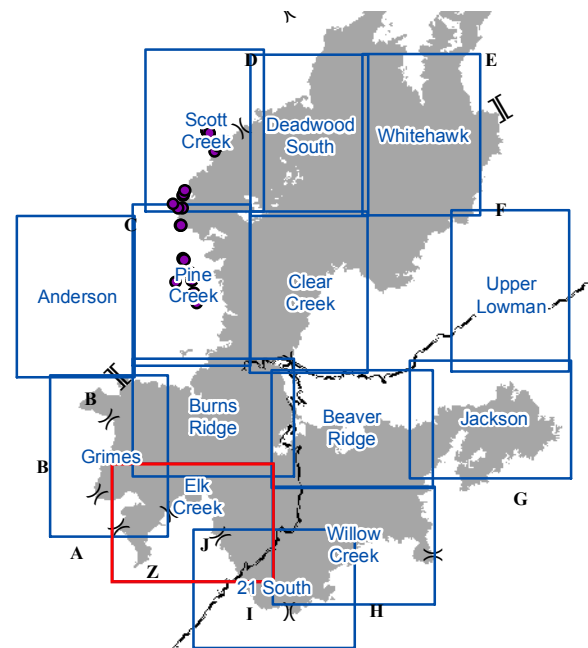 D
E
Scott
Creek
Deadwood
South
Whitehawk
C
F
Anderson
Pine
Creek
Clear
Creek
Upper
Lowman
B
Burns
Ridge
Beaver
Ridge
Jackson
B
Grimes
Elk
Creek
G
A
Z
J
Willow
Creek
21 South
I
H